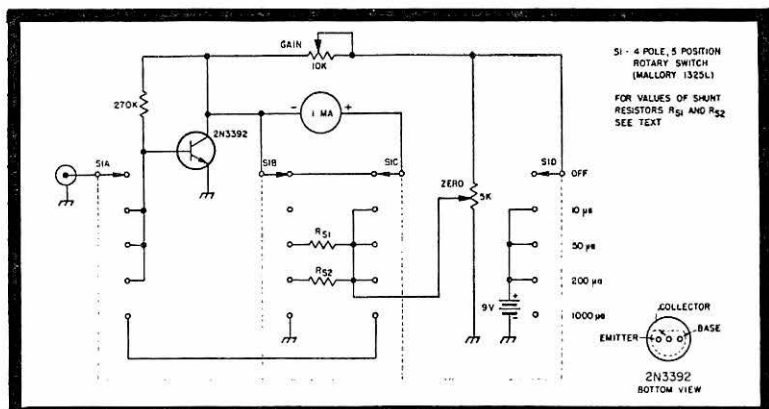 GAIN
10K
S1 - 4 POLE, 5 POSITION
ROTARY SWITCH
(MALLORY 1325L)
FOR VALUES OF SHUNT
RESISTORS RS1 AND RS2
SEE TEXT
270K
- 1 MA +
2N3392
S1A
S1B
S1C
S1D
OFF
ZERO
5K
10 µa
RS1
50 µa
RS2
200 µa
9V
+
-
1000 µa
COLLECTOR
EMITTER
BASE
2N3392
BOTTOM VIEW